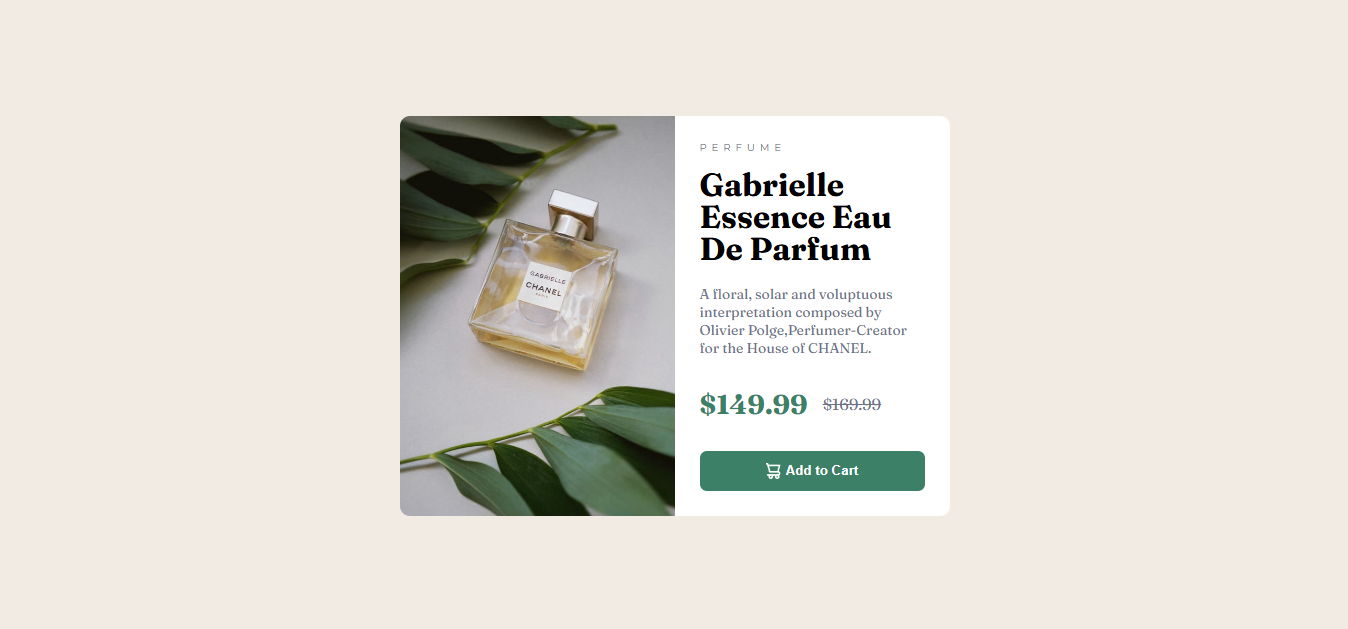 GABRIELLE
CHANEL
PARIS
PERFUME
Gabrielle
Essence Eau
De Parfum
A floral, solar and voluptuous
interpretation composed by
Olivier Polge,Perfumer-Creator
for the House of CHANEL.
$149.99 $169.99
Add to Cart